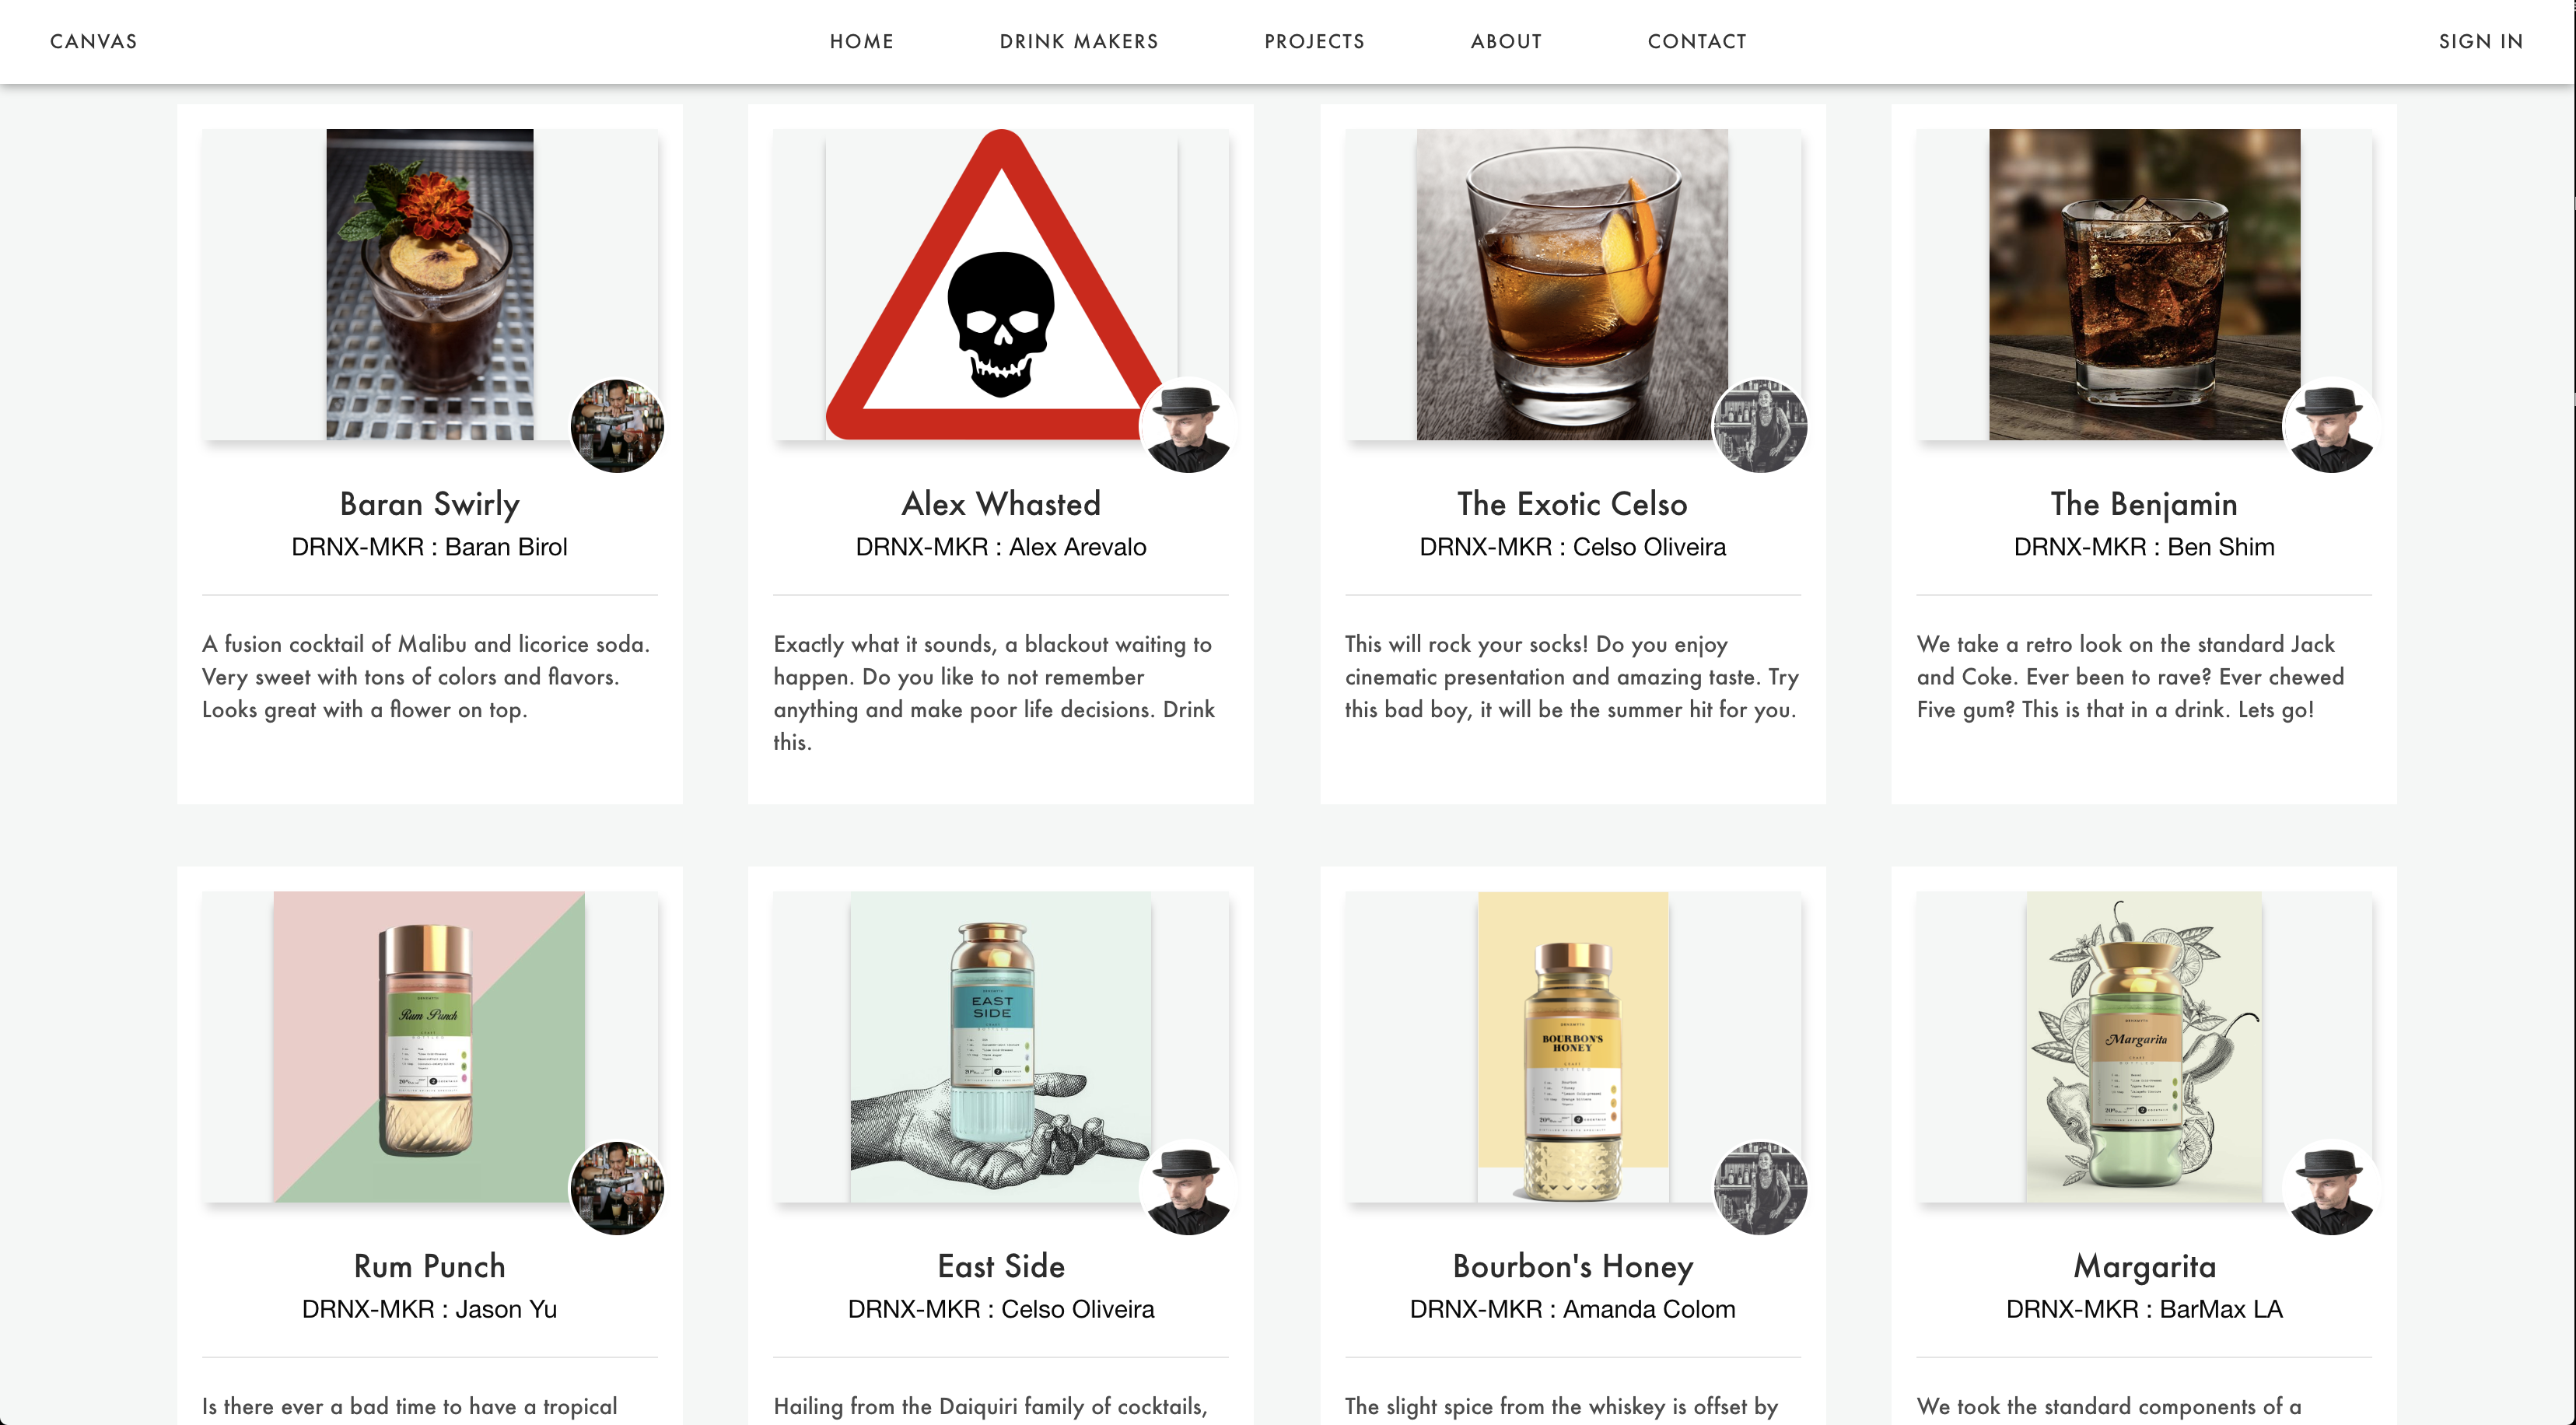 CANVAS
HOME
DRINK MAKERS
PROJECTS
ABOUT
CONTACT
SIGN IN
Baran Swirly
DRNX-MKR : Baran Birol
A fusion cocktail of Malibu and licorice soda.
Very sweet with tons of colors and flavors.
Looks great with a flower on top.
Alex Whasted
DRNX-MKR : Alex Arevalo
Exactly what it sounds, a blackout waiting to
happen. Do you like to not remember
anything and make poor life decisions. Drink
this.
The Exotic Celso
DRNX-MKR : Celso Oliveira
This will rock your socks! Do you enjoy
cinematic presentation and amazing taste. Try
this bad boy, it will be the summer hit for you.
The Benjamin
DRNX-MKR : Ben Shim
We take a retro look on the standard Jack
and Coke. Ever been to rave? Ever chewed
Five gum? This is that in a drink. Lets go!
Rum Punch
20%
Rum Punch
DRNX-MKR : Jason Yu
Is there ever a bad time to have a tropical
EAST
SIDE
20%
East Side
DRNX-MKR : Celso Oliveira
Hailing from the Daiquiri family of cocktails,
BOURBON'S
HONEY
20%
Bourbon's Honey
DRNX-MKR : Amanda Colom
The slight spice from the whiskey is offset by
Margarita
20%
Margarita
DRNX-MKR : BarMax LA
We took the standard components of a